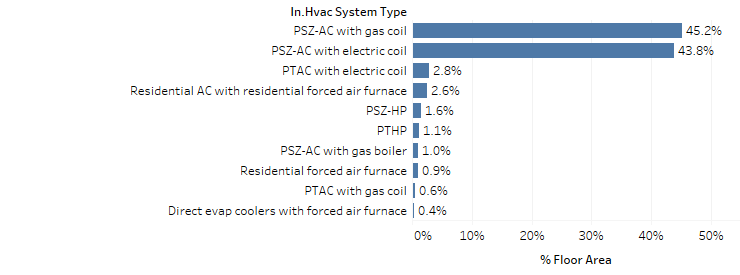 In.Hvac System Type
PSZ-AC with gas coil 45.2%
PSZ-AC with electric coil 43.8%
PTAC with electric coil 2.8%
Residential AC with residential forced air furnace 2.6%
PSZ-HP 1.6%
PTHP 1.1%
PSZ-AC with gas boiler 1.0%
Residential forced air furnace 0.9%
PTAC with gas coil 0.6%
Direct evap coolers with forced air furnace 0.4%
0% 10% 20% 30% 40% 50%
% Floor Area